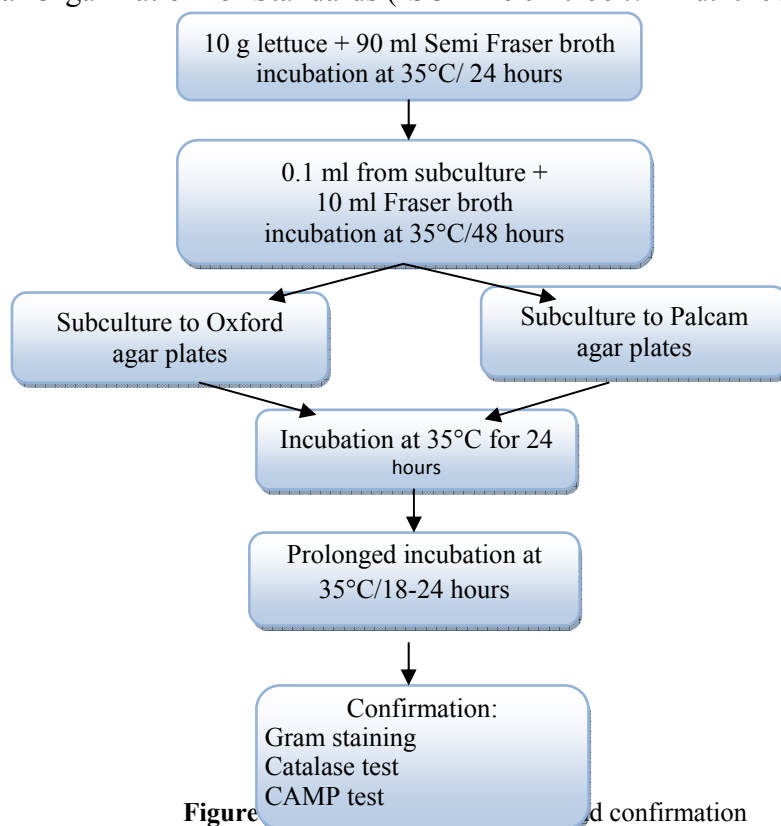 10 g lettuce + 90 ml Semi Fraser broth
incubation at 35°C/ 24 hours
0.1 ml from subculture +
10 ml Fraser broth
incubation at 35°C/48 hours
Subculture to Oxford
agar plates
Subculture to Palcam
agar plates
Incubation at 35°C for 24
hours
Prolonged incubation at
35°C/18-24 hours
Confirmation:
Gram staining
Catalase test
CAMP test
Figure confirmation